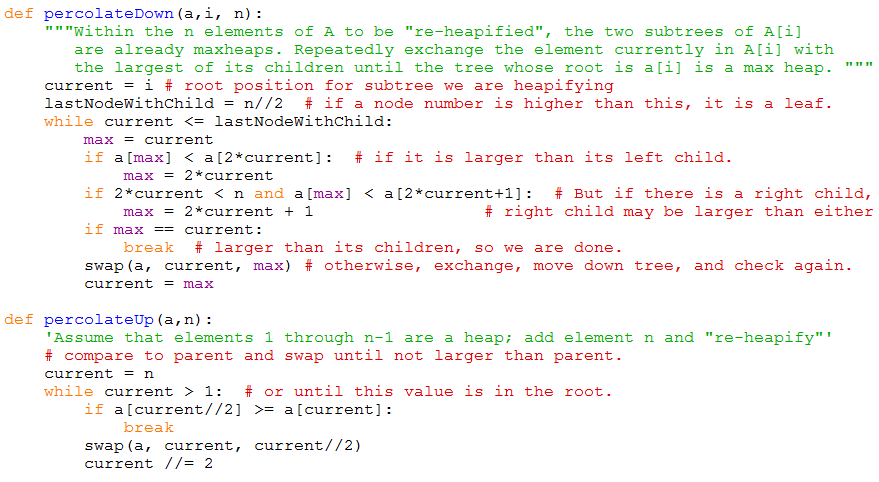 def percolateDown(a,i, n):
    """Within the n elements of A to be "re-heapified", the two subtrees of A[i]
       are already maxheaps. Repeatedly exchange the element currently in A[i] with
       the largest of its children until the tree whose root is a[i] is a max heap. """
    current = i # root position for subtree we are heapifying
    lastNodeWithChild = n//2  # if a node number is higher than this, it is a leaf.
    while current <= lastNodeWithChild:
        max = current
        if a[max] < a[2*current]:  # if it is larger than its left child.
            max = 2*current
        if 2*current < n and a[max] < a[2*current+1]:  # But if there is a right child,
            max = 2*current + 1                 # right child may be larger than either
        if max == current:
            break  # larger than its children, so we are done.
        swap(a, current, max) # otherwise, exchange, move down tree, and check again.
        current = max

def percolateUp(a,n):
    'Assume that elements 1 through n-1 are a heap; add element n and "re-heapify"'
    # compare to parent and swap until not larger than parent.
    current = n
    while current > 1:  # or until this value is in the root.
        if a[current//2] >= a[current]:
            break
        swap(a, current, current//2)
        current //= 2